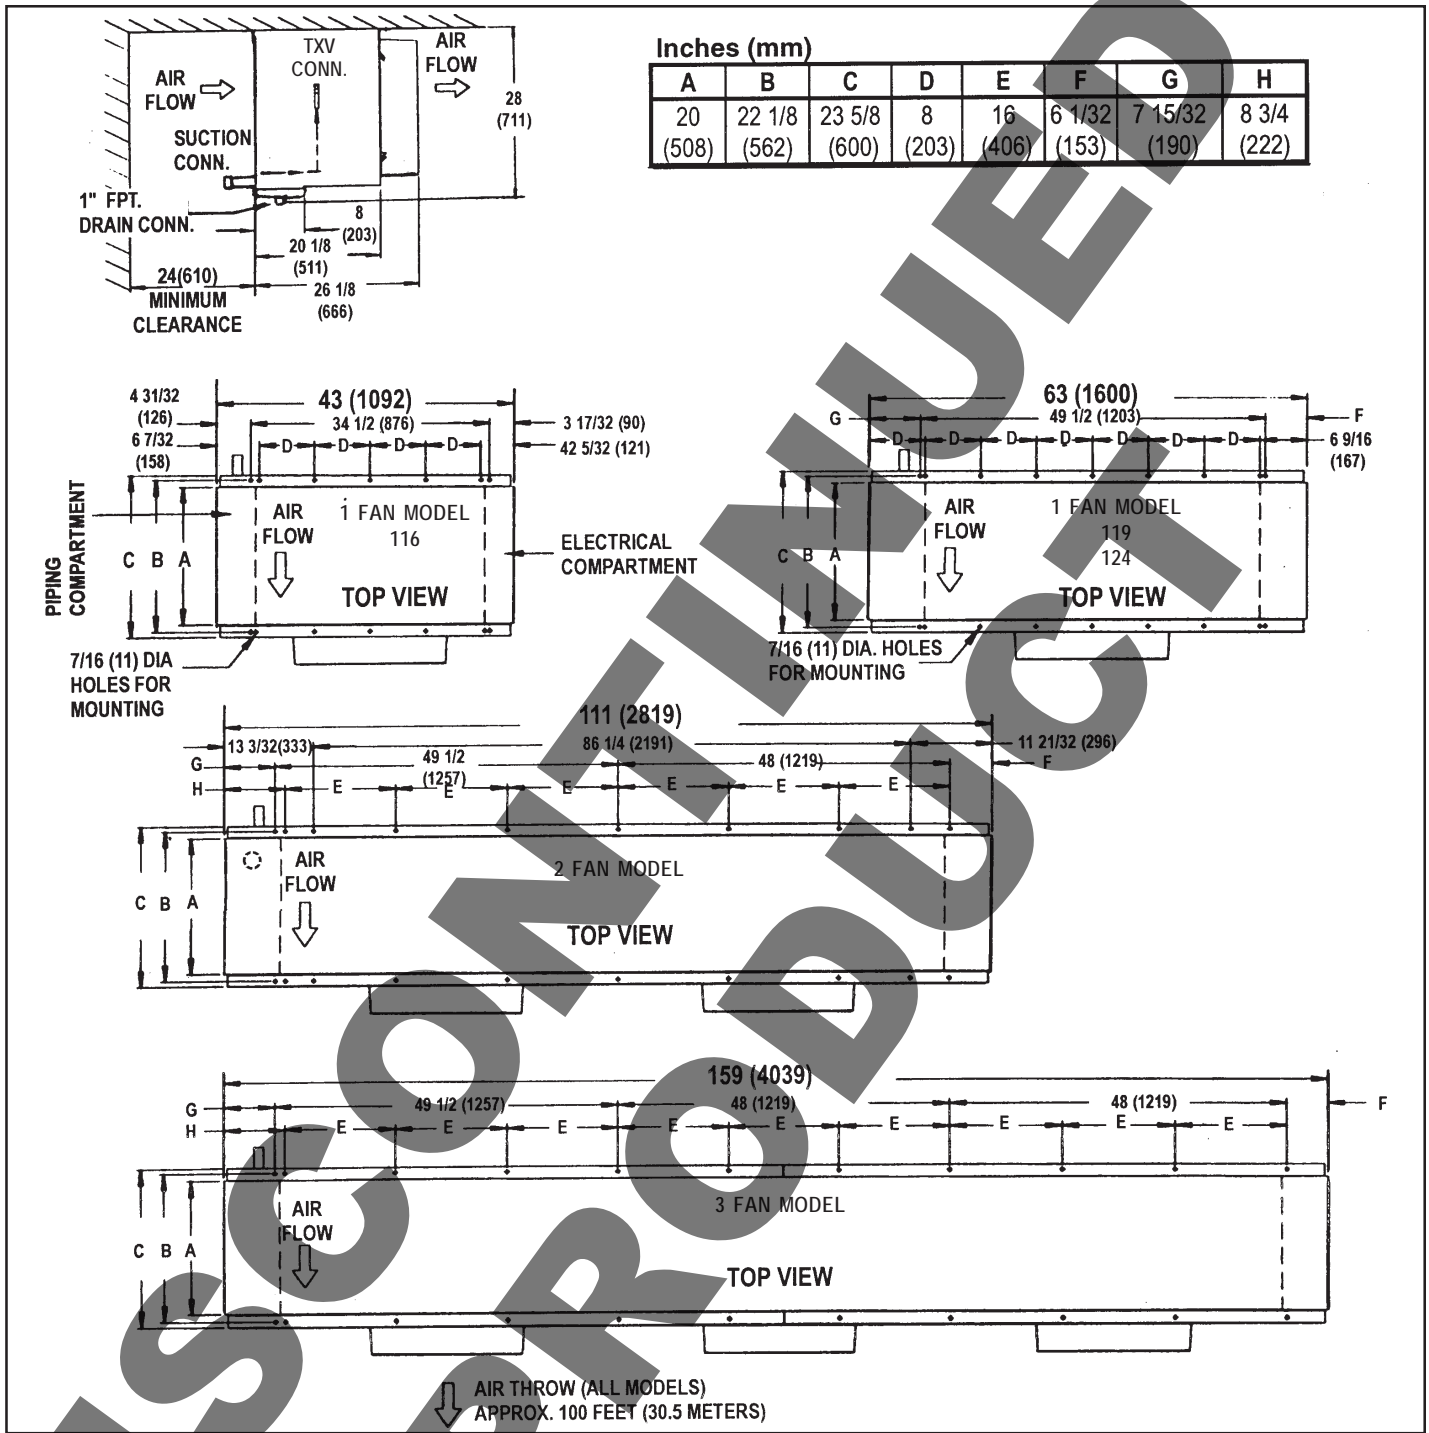 TXV
CONN.
AIR
FLOW
AIR
FLOW
28
(711)
SUCTION
CONN.
1" FPT.
DRAIN CONN.
8
(203)
20 1/8
(511)
24(610)
MINIMUM
CLEARANCE
26 1/8
(666)
Inches (mm)
A B C D E F G H
20 22 1/8 23 5/8 8 16 6 1/32 7 15/32 8 3/4
(508) (562) (600) (203) (406) (153) (190) (222)
4 31/32
(126)
6 7/32
(158)
43 (1092)
34 1/2 (876)
D D D D
3 17/32 (90)
42 5/32 (121)
PIPING
COMPARTMENT
C B A
AIR
FLOW
1 FAN MODEL
116
TOP VIEW
ELECTRICAL
COMPARTMENT
7/16 (11) DIA
HOLES FOR
MOUNTING
63 (1600)
G
49 1/2 (1203)
F
D D D D D D D
6 9/16
(167)
C B A
AIR
FLOW
1 FAN MODEL
119
124
TOP VIEW
7/16 (11) DIA. HOLES
FOR MOUNTING
111 (2819)
13 3/32(333)
86 1/4 (2191)
11 21/32 (296)
G
49 1/2
(1257)
48 (1219)
F
H E E E E E E
C B A
AIR
FLOW
2 FAN MODEL
TOP VIEW
159 (4039)
G 49 1/2 (1257) 48 (1219) 48 (1219) F
H E E E E E E E E E
C B A
AIR
FLOW
3 FAN MODEL
TOP VIEW
AIR THROW (ALL MODELS)
APPROX. 100 FEET (30.5 METERS)
SCONTINUED
PRODUCT